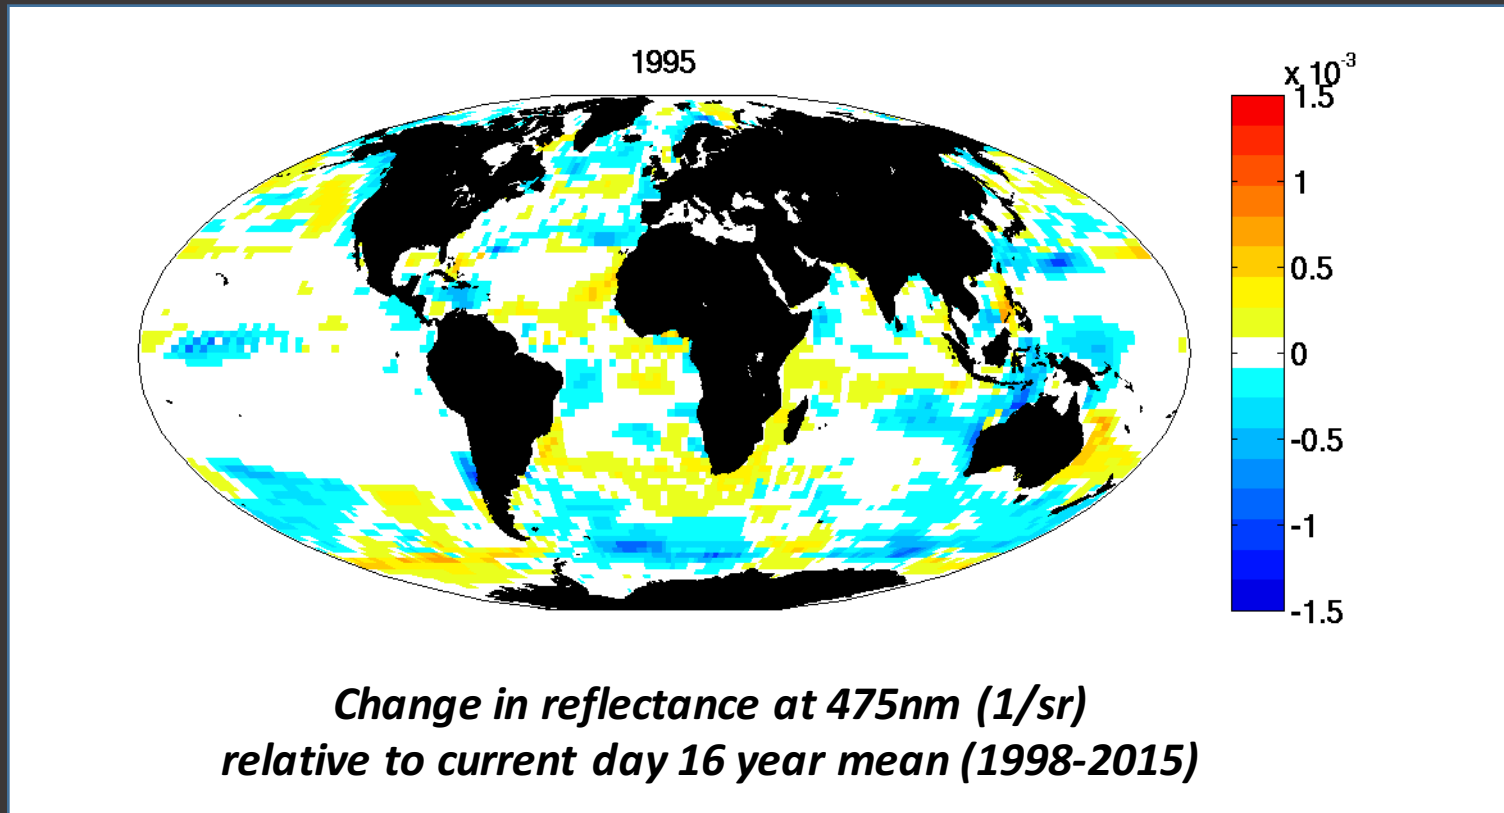 1995
x 10-3
1.5
1
0.5
0
-0.5
-1
-1.5
Change in reflectance at 475nm (1/sr)
relative to current day 16 year mean (1998-2015)